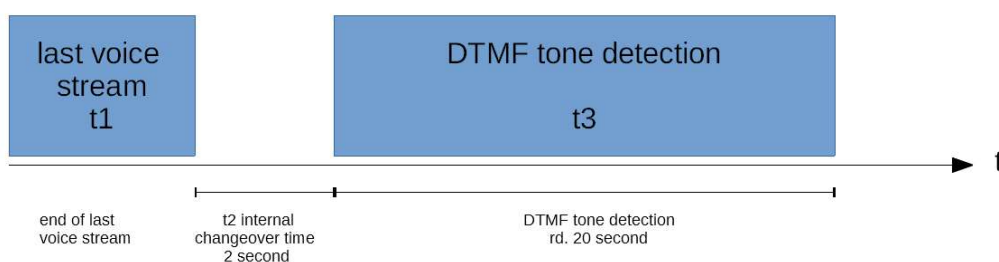 last voice
stream
t1
DTMF tone detection
t3
t
end of last
voice stream
t2 internal
changeover time
2 second
DTMF tone detection
rd. 20 second